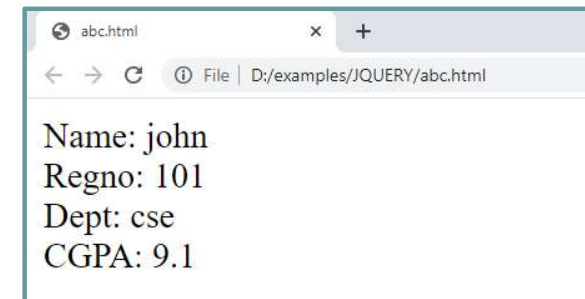 abc.html
File | D:/examples/JQUERY/abc.html
Name: john
Regno: 101
Dept: cse
CGPA: 9.1